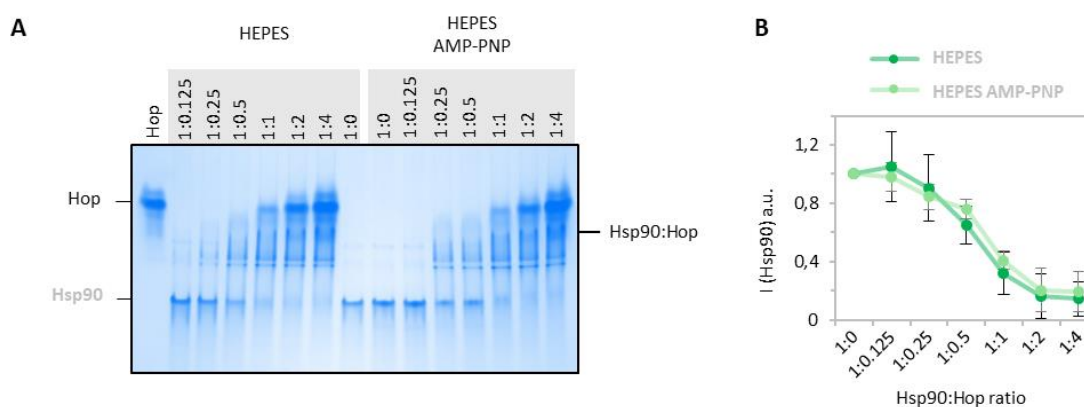 A
HEPES
HEPES
AMP-PNP
Hop
1:0.125
1:0.25
1:0.5
1:1
1:2
1:4
1:0
1:0
1:0.125
1:0.25
1:0.5
1:1
1:2
1:4
Hop
Hsp90:Hop
Hsp90
B
HEPES
HEPES AMP-PNP
I (Hsp90) a.u.
1,2
0,8
0,4
0
1:0
1:0.125
1:0.25
1:0.5
1:1
1:2
1:4
Hsp90:Hop ratio